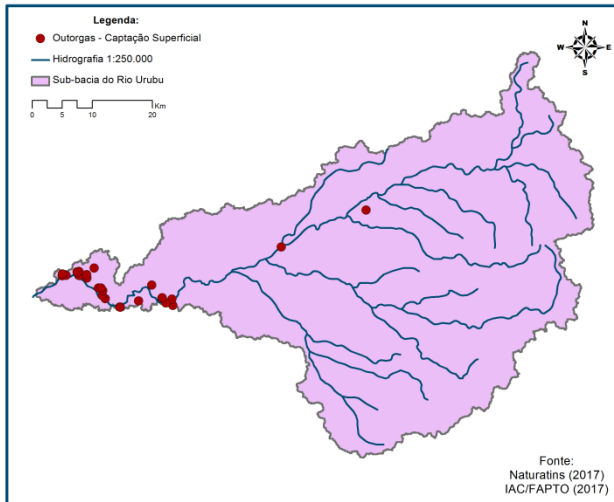 Legenda:
Outorgas - Captação Superficial
Hidrografia 1:250.000
Sub-bacia do Rio Urubu
Km
0 5 10 20
N
W E
S
Fonte:
Naturatins (2017)
IAC/FAPTO (2017)